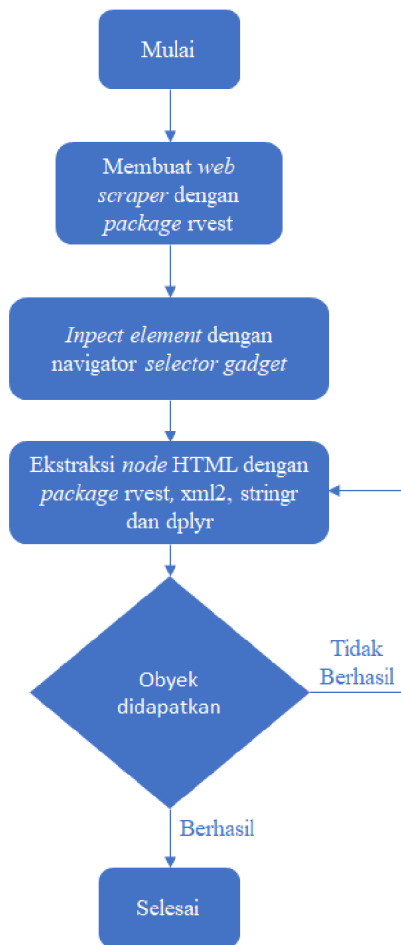 Mulai
Membuat web
scraper dengan
package rvest
Inpect element dengan
navigator selector gadget
Ekstraksi node HTML dengan
package rvest, xml2, stringr
dan dplyr
Obyek
didapatkan
Tidak
Berhasil
Berhasil
Selesai